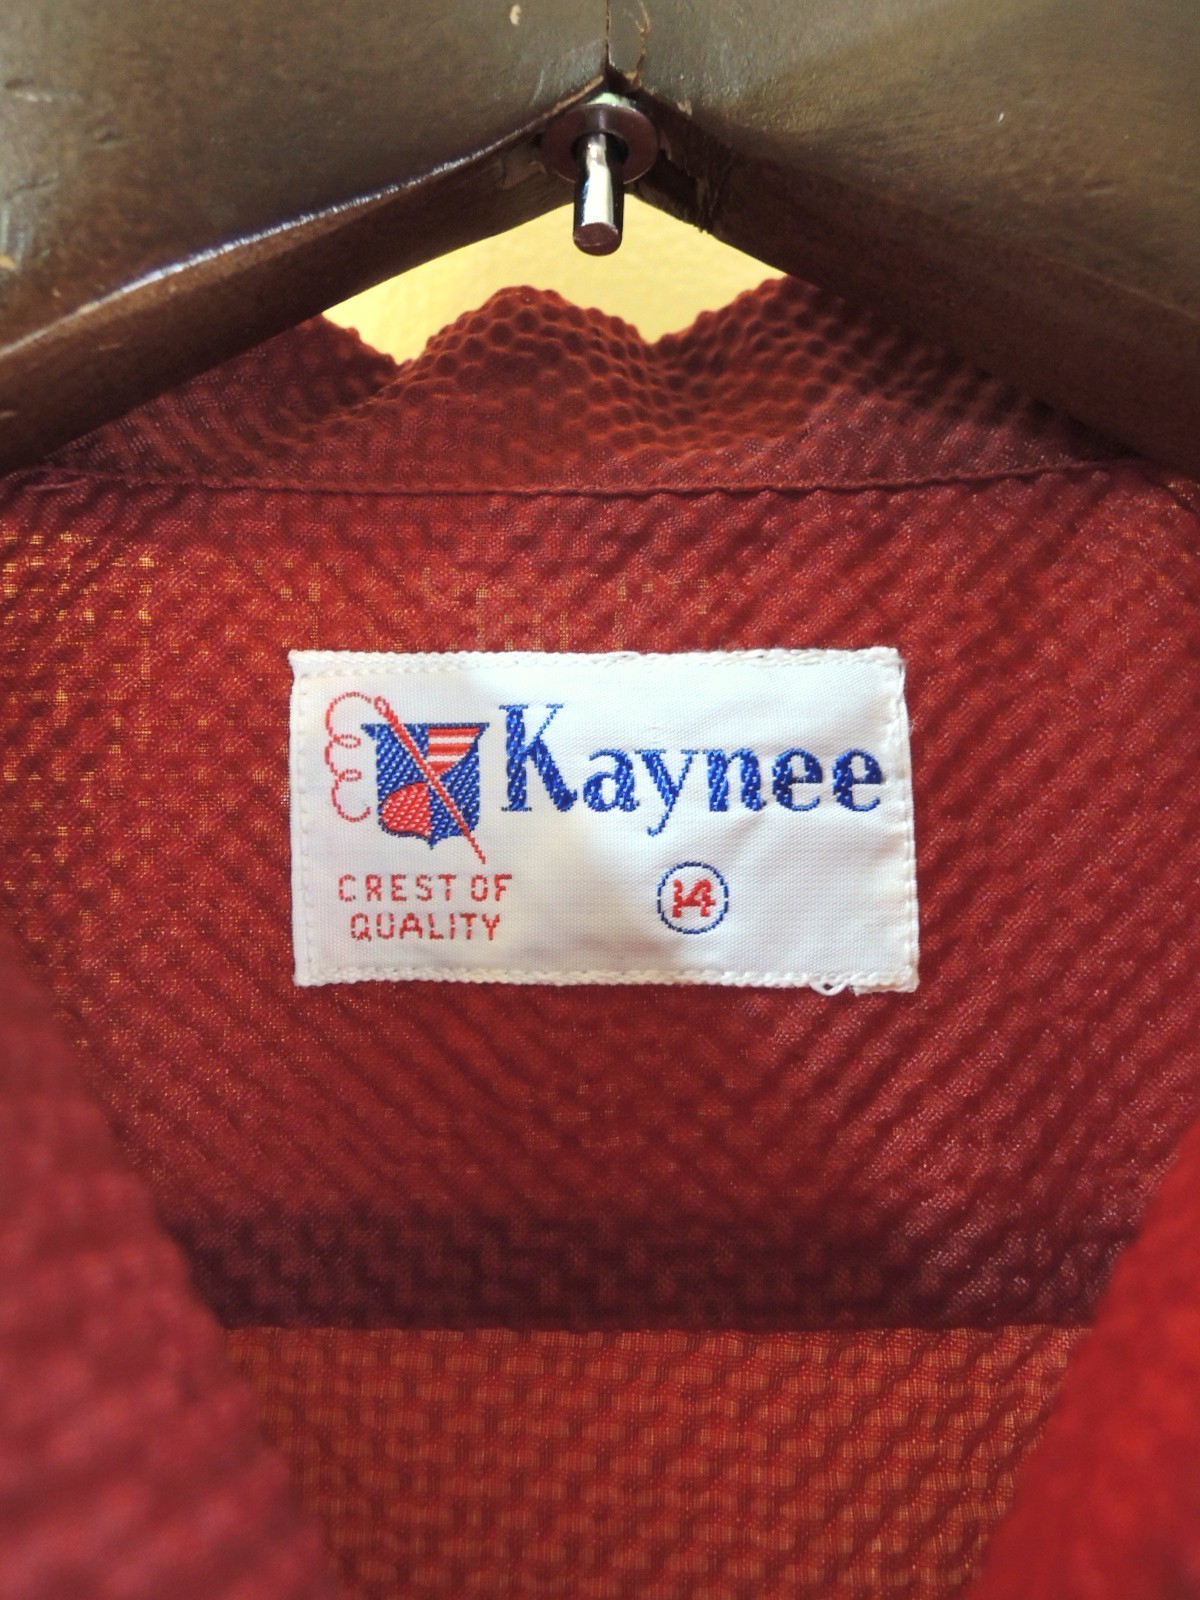 Kaynee
CREST OF
QUALITY
14